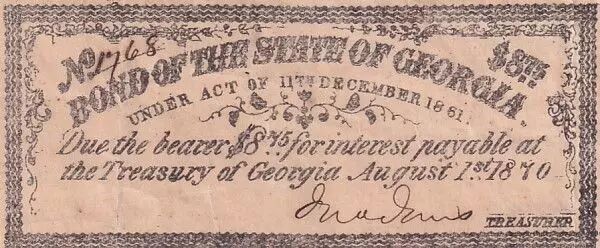 No. 1768
$8.75
BOND OF THE STATE OF GEORGIA.
UNDER ACT OF 11TH DECEMBER 1861.
Due the bearer $8.75 for interest payable at
the Treasury of Georgia August 1st 1870
TREASURER